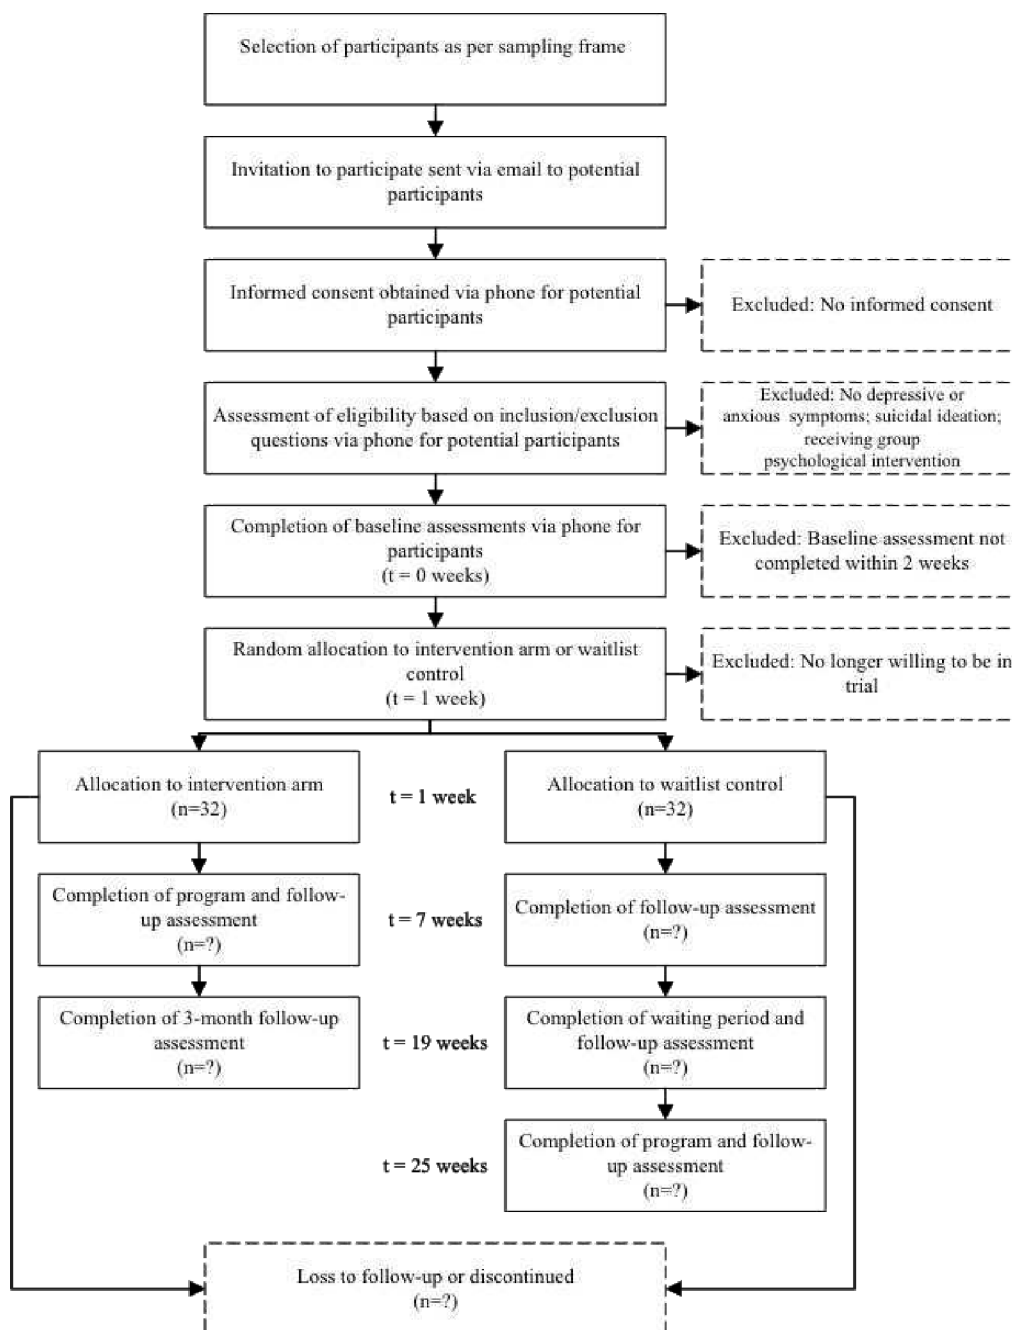 Selection of participants as per sampling frame
Invitation to participate sent via email to potential
participants
Informed consent obtained via phone for potential
participants
Excluded: No informed consent
Assessment of eligibility based on inclusion/exclusion
questions via phone for potential participants
Excluded: No depressive or
anxious symptoms; suicidal ideation;
receiving group
psychological intervention
Completion of baseline assessments via phone for
participants
(t = 0 weeks)
Excluded: Baseline assessment not
completed within 2 weeks
Random allocation to intervention arm or waitlist
control
(t = 1 week)
Excluded: No longer willing to be in
trial
Allocation to intervention arm
(n=32)
t = 1 week
Allocation to waitlist control
(n=32)
Completion of program and follow-
up assessment
(n=?)
t = 7 weeks
Completion of follow-up assessment
(n=?)
Completion of 3-month follow-up
assessment
(n=?)
t = 19 weeks
Completion of waiting period and
follow-up assessment
(n=?)
t = 25 weeks
Completion of program and follow-
up assessment
(n=?)
Loss to follow-up or discontinued
(n=?)